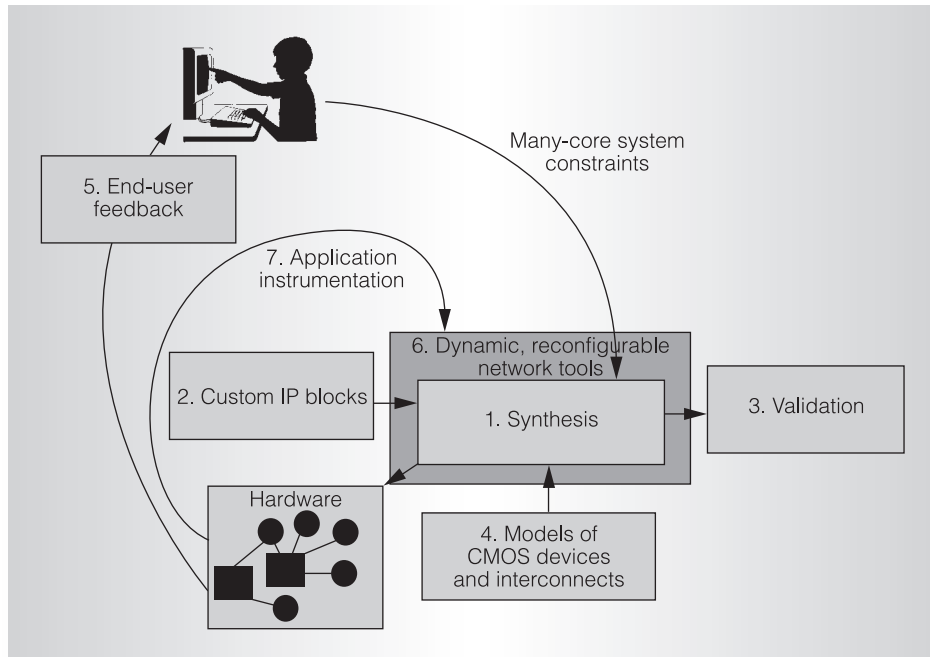 Many-core system
constraints
5. End-user
feedback
7. Application
instrumentation
6. Dynamic, reconfigurable
network tools
2. Custom IP blocks
1. Synthesis
3. Validation
Hardware
4. Models of
CMOS devices
and interconnects